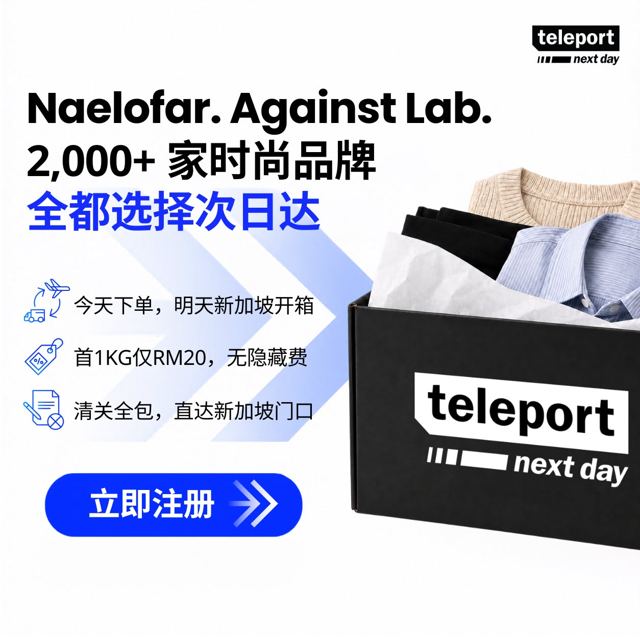 teleport
next day
Naelofar. Against Lab.
2,000+ 家时尚品牌
全都选择次日达
今天下单，明天新加坡开箱
首1KG仅RM20，无隐藏费
清关全包，直达新加坡门口
立即注册
teleport
next day